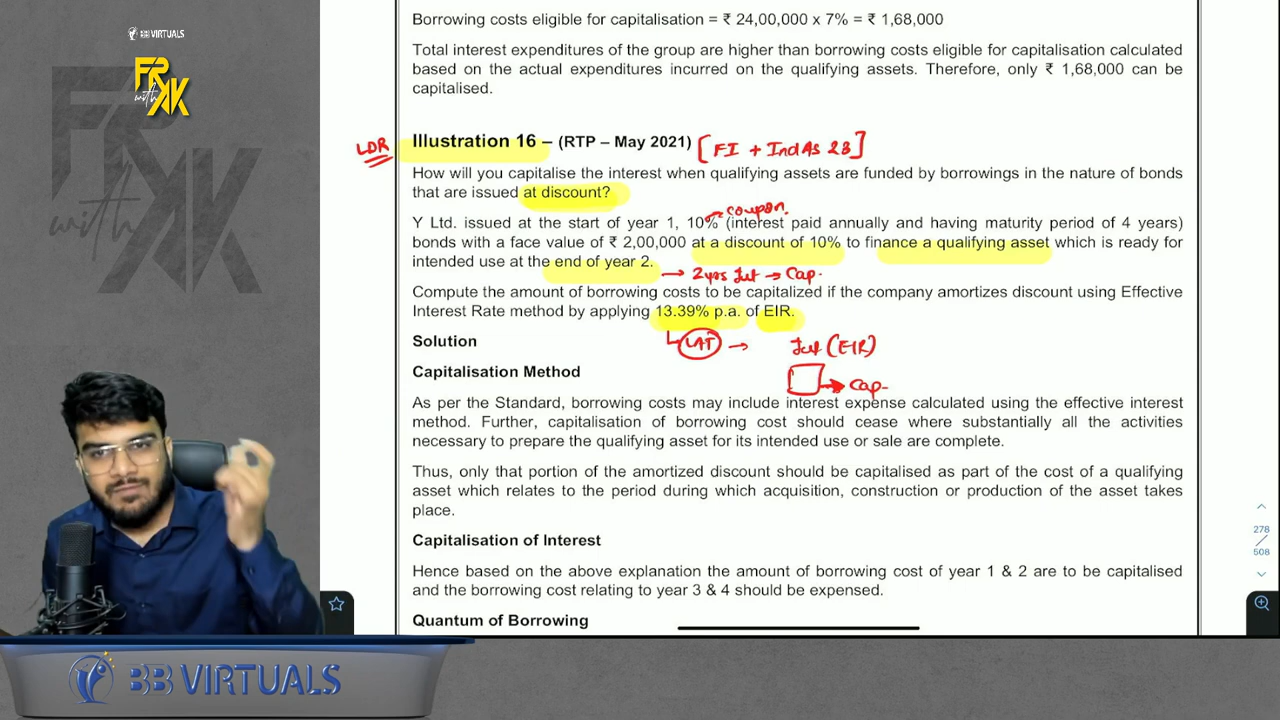 BB VIRTUALS
FR
with
AK
FR
with
AK
Borrowing costs eligible for capitalisation = ₹ 24,00,000 x 7% = ₹ 1,68,000
Total interest expenditures of the group are higher than borrowing costs eligible for capitalisation calculated
based on the actual expenditures incurred on the qualifying assets. Therefore, only ₹ 1,68,000 can be
capitalised.
LDR Illustration 16 – (RTP – May 2021) [FI + IndAS 23]
How will you capitalise the interest when qualifying assets are funded by borrowings in the nature of bonds
that are issued at discount?
coupon.
Y Ltd. issued at the start of year 1, 10% (interest paid annually and having maturity period of 4 years)
bonds with a face value of ₹ 2,00,000 at a discount of 10% to finance a qualifying asset which is ready for
intended use at the end of year 2. → 2yrs Int → Cap.
Compute the amount of borrowing costs to be capitalized if the company amortizes discount using Effective
Interest Rate method by applying 13.39% p.a. of EIR.
Solution → Int (EIR)
Capitalisation Method → Cap-
As per the Standard, borrowing costs may include interest expense calculated using the effective interest
method. Further, capitalisation of borrowing cost should cease where substantially all the activities
necessary to prepare the qualifying asset for its intended use or sale are complete.
Thus, only that portion of the amortized discount should be capitalised as part of the cost of a qualifying
asset which relates to the period during which acquisition, construction or production of the asset takes
place.
Capitalisation of Interest
Hence based on the above explanation the amount of borrowing cost of year 1 & 2 are to be capitalised
and the borrowing cost relating to year 3 & 4 should be expensed.
Quantum of Borrowing
278
508
BB VIRTUALS